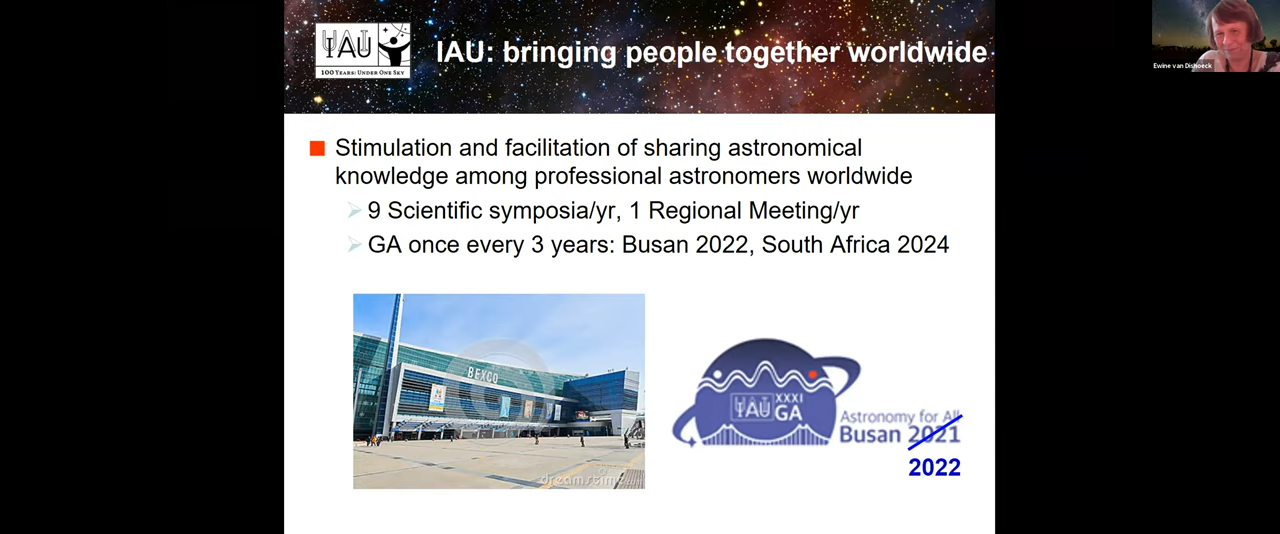 IAU
100 Years: Under One Sky
IAU: bringing people together worldwide
Ewine van Dishoeck
Stimulation and facilitation of sharing astronomical
knowledge among professional astronomers worldwide
9 Scientific symposia/yr, 1 Regional Meeting/yr
GA once every 3 years: Busan 2022, South Africa 2024
BEXCO
dreamstime
IAU
XXXI
GA
Astronomy for All
Busan 2021
2022